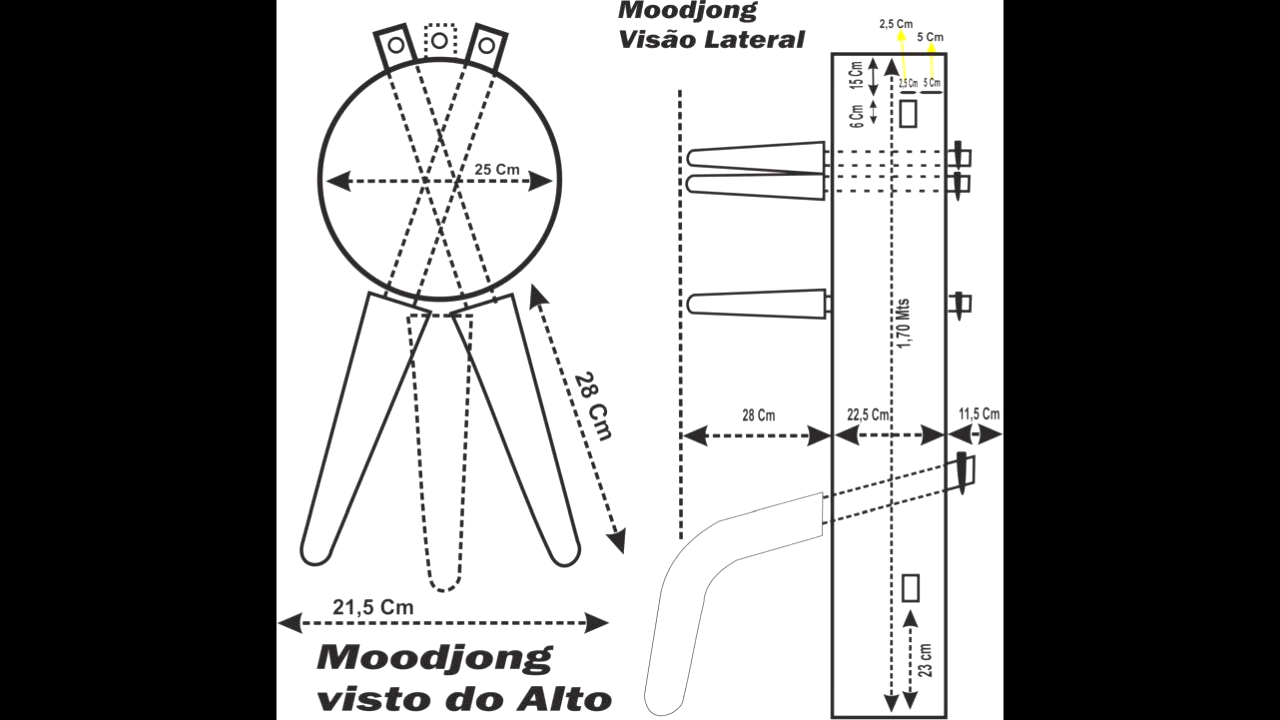 25 Cm
28 Cm
21,5 Cm
Moodjong
visto do Alto
Moodjong
Visão Lateral
2,5 Cm
5 Cm
15 Cm
2,5 Cm
5 Cm
6 Cm
1,70 Mts
28 Cm
22,5 Cm
11,5 Cm
23 cm